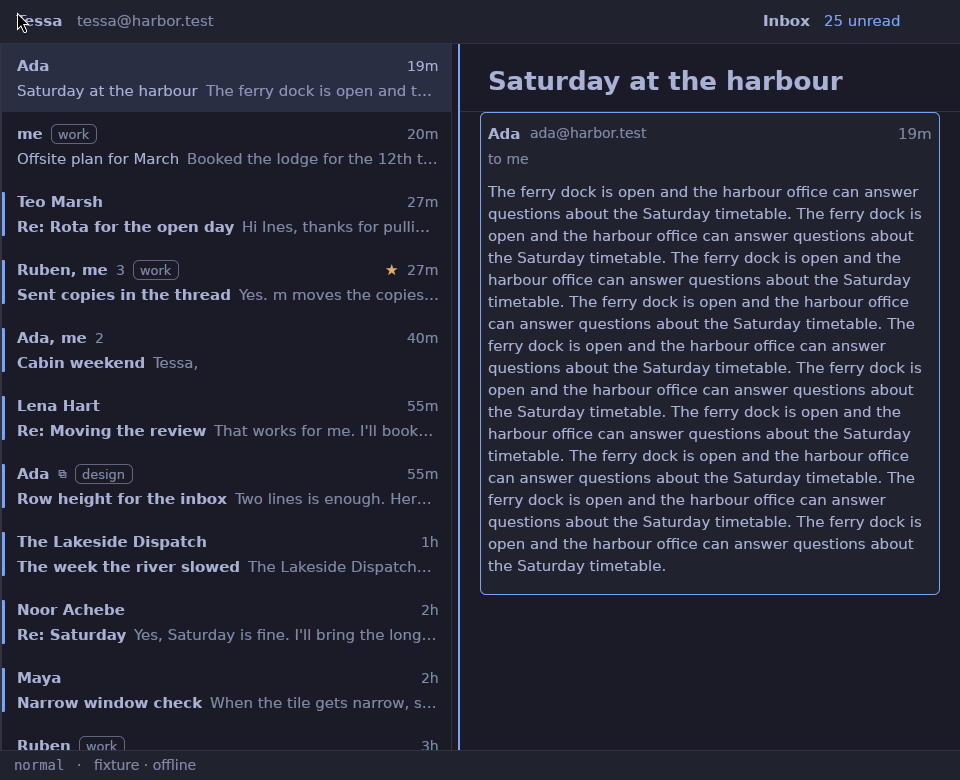 Tessa tessa@harbor.test Inbox 25 unread
Ada 19m
Saturday at the harbour The ferry dock is open and t…
me work 20m
Offsite plan for March Booked the lodge for the 12th t…
Teo Marsh 27m
Re: Rota for the open day Hi Ines, thanks for pulli…
Ruben, me 3 work ★ 27m
Sent copies in the thread Yes. m moves the copies…
Ada, me 2 40m
Cabin weekend Tessa,
Lena Hart 55m
Re: Moving the review That works for me. I'll book…
Ada design 55m
Row height for the inbox Two lines is enough. Her…
The Lakeside Dispatch 1h
The week the river slowed The Lakeside Dispatch…
Noor Achebe 2h
Re: Saturday Yes, Saturday is fine. I'll bring the long…
Maya 2h
Narrow window check When the tile gets narrow, s…
Ruben work 3h
Saturday at the harbour
Ada ada@harbor.test 19m
to me
The ferry dock is open and the harbour office can answer
questions about the Saturday timetable. The ferry dock is
open and the harbour office can answer questions about
the Saturday timetable. The ferry dock is open and the
harbour office can answer questions about the Saturday
timetable. The ferry dock is open and the harbour office
can answer questions about the Saturday timetable. The
ferry dock is open and the harbour office can answer
questions about the Saturday timetable. The ferry dock is
open and the harbour office can answer questions about
the Saturday timetable. The ferry dock is open and the
harbour office can answer questions about the Saturday
timetable. The ferry dock is open and the harbour office
can answer questions about the Saturday timetable. The
ferry dock is open and the harbour office can answer
questions about the Saturday timetable. The ferry dock is
open and the harbour office can answer questions about
the Saturday timetable.
normal · fixture · offline